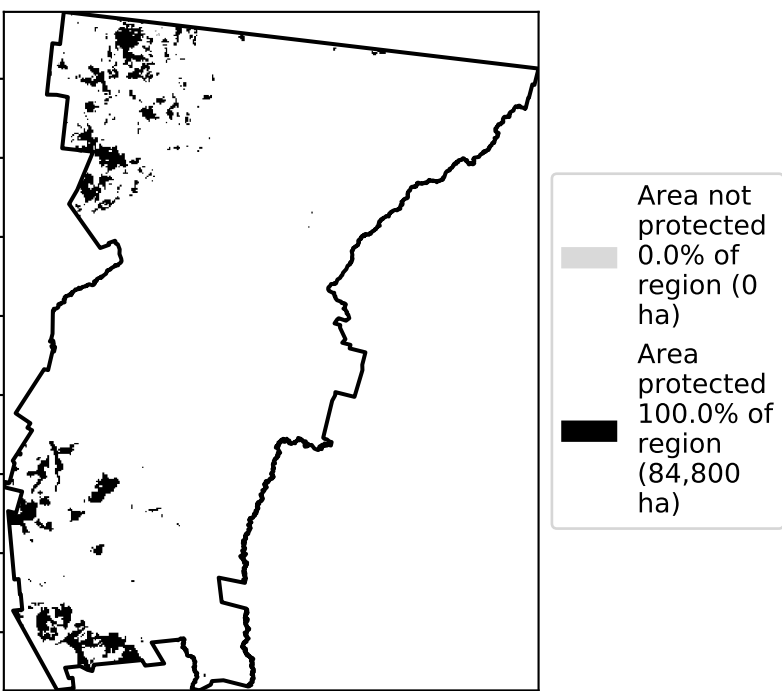 Area not
protected
0.0% of
region (0
ha)
Area
protected
100.0% of
region
(84,800
ha)